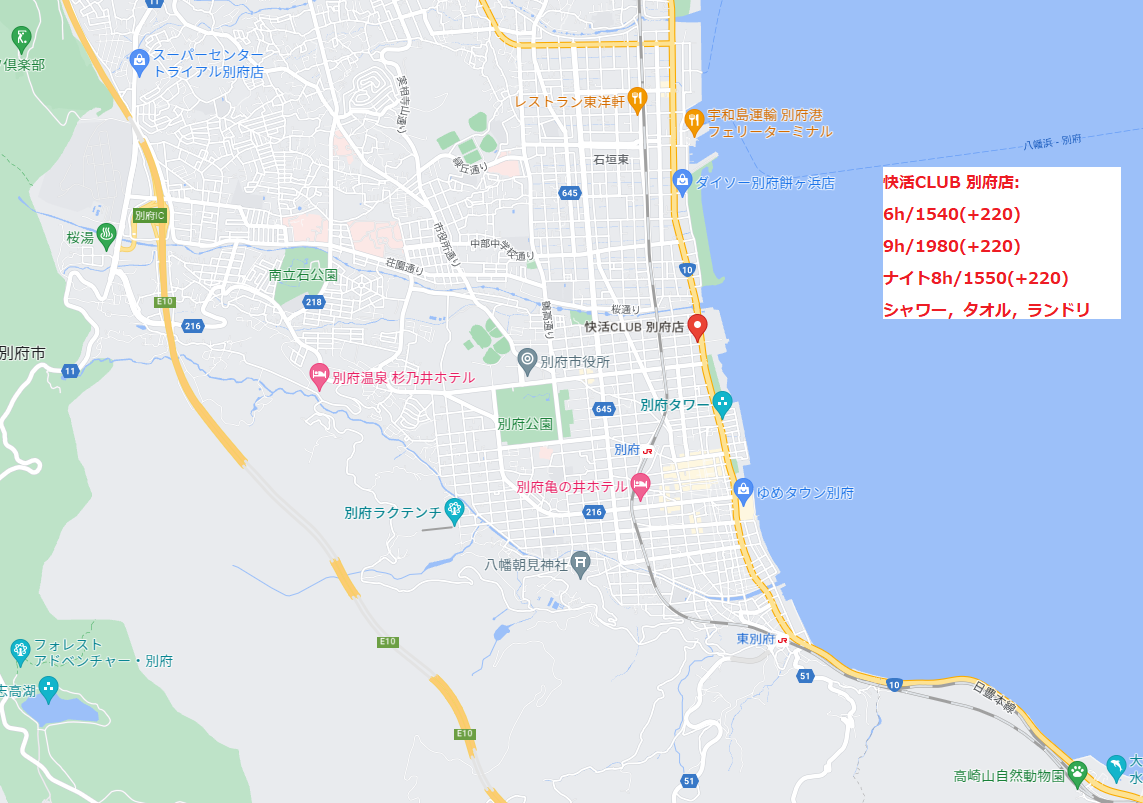 11
スーパーセンター
トライアル別府店
倶楽部
実相寺山通り
レストラン東洋軒
宇和島運輸 別府港
フェリーターミナル
八幡浜 - 別府
石垣東
緑丘通り
ダイソー別府餅ヶ浜店
645
快活CLUB 別府店:
6h/1540(+220)
9h/1980(+220)
ナイト8h/1550(+220)
シャワー，タオル，ランドリ
別府IC
桜湯
市役所通り
中部中学校通り
荘園通り
南立石公園
10
E10
218
216
桜通り
鶴高通り
快活CLUB 別府店
別府市
11
別府市役所
別府温泉 杉乃井ホテル
645
別府タワー
別府公園
別府
JR
別府亀の井ホテル
ゆめタウン別府
別府ラクテンチ
216
八幡朝見神社
E10
東別府
JR
フォレスト
アドベンチャー・別府
志高湖
51
10
日豊本線
E10
高崎山自然動物園
大
水
51